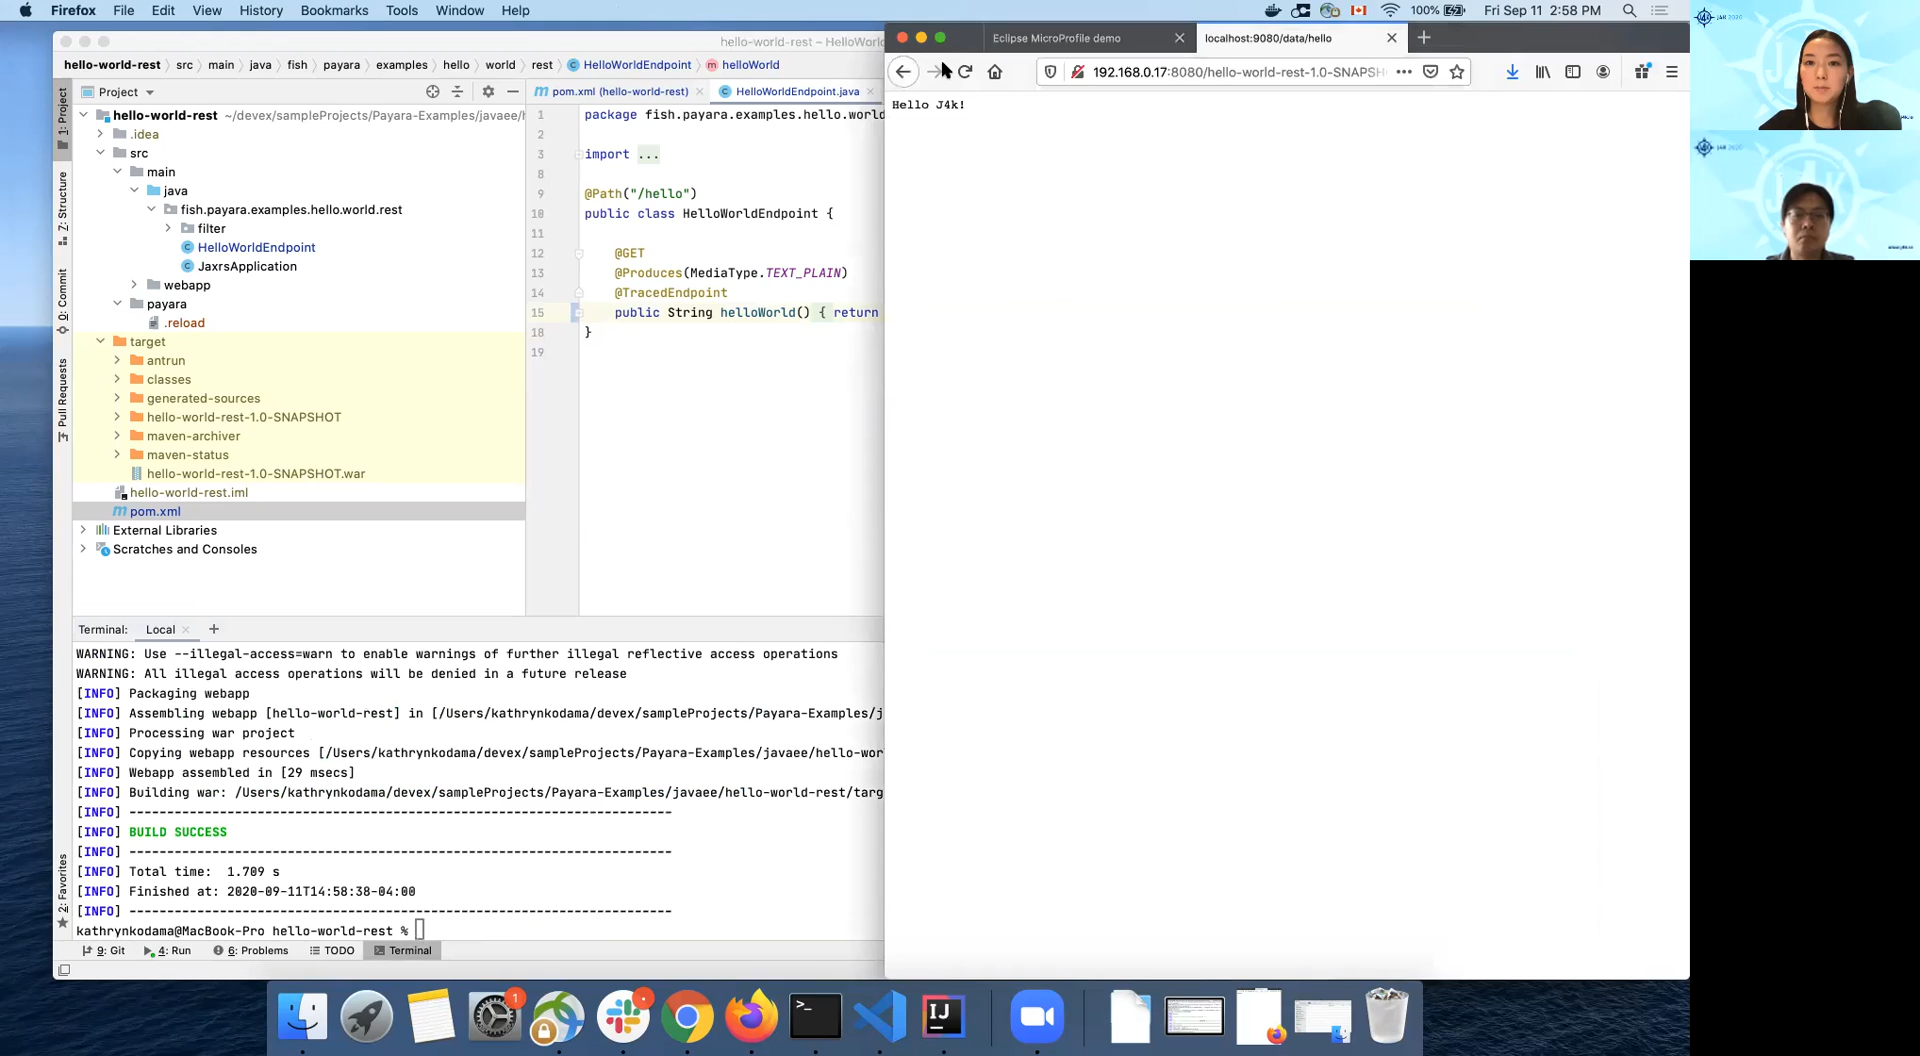 Firefox File Edit View History Bookmarks Tools Window Help
100% Fri Sep 11 2:58 PM
hello-world-rest – HelloWorld
hello-world-rest src main java fish payara examples hello world rest HelloWorldEndpoint helloWorld
Project
pom.xml (hello-world-rest) HelloWorldEndpoint.java
1: Project
Z: Structure
0: Commit
Pull Requests
2: Favorites
hello-world-rest ~/devex/sampleProjects/Payara-Examples/javaee/h
.idea
src
main
java
fish.payara.examples.hello.world.rest
filter
HelloWorldEndpoint
JaxrsApplication
webapp
payara
.reload
target
antrun
classes
generated-sources
hello-world-rest-1.0-SNAPSHOT
maven-archiver
maven-status
hello-world-rest-1.0-SNAPSHOT.war
hello-world-rest.iml
pom.xml
External Libraries
Scratches and Consoles
1 package fish.payara.examples.hello.world
2
3 import ...
8
9 @Path("/hello")
10 public class HelloWorldEndpoint {
11
12 @GET
13 @Produces(MediaType.TEXT_PLAIN)
14 @TracedEndpoint
15 public String helloWorld() { return
18 }
19
Terminal: Local
WARNING: Use --illegal-access=warn to enable warnings of further illegal reflective access operations
WARNING: All illegal access operations will be denied in a future release
[INFO] Packaging webapp
[INFO] Assembling webapp [hello-world-rest] in [/Users/kathrynkodama/devex/sampleProjects/Payara-Examples/j
[INFO] Processing war project
[INFO] Copying webapp resources [/Users/kathrynkodama/devex/sampleProjects/Payara-Examples/javaee/hello-wor
[INFO] Webapp assembled in [29 msecs]
[INFO] Building war: /Users/kathrynkodama/devex/sampleProjects/Payara-Examples/javaee/hello-world-rest/targ
[INFO] ------------------------------------------------------------------------
[INFO] BUILD SUCCESS
[INFO] ------------------------------------------------------------------------
[INFO] Total time: 1.709 s
[INFO] Finished at: 2020-09-11T14:58:38-04:00
[INFO] ------------------------------------------------------------------------
kathrynkodama@MacBook-Pro hello-world-rest %
9: Git 4: Run 6: Problems TODO Terminal
Eclipse MicroProfile demo localhost:9080/data/hello
192.168.0.17:8080/hello-world-rest-1.0-SNAPSH
Hello J4k!
1
IJ